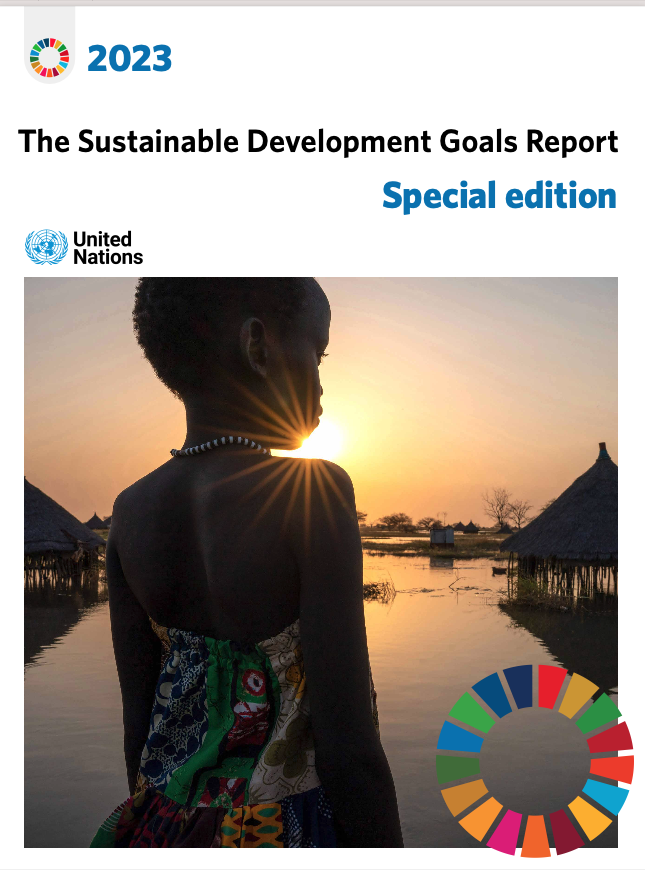 2023
The Sustainable Development Goals Report
Special edition
United
Nations